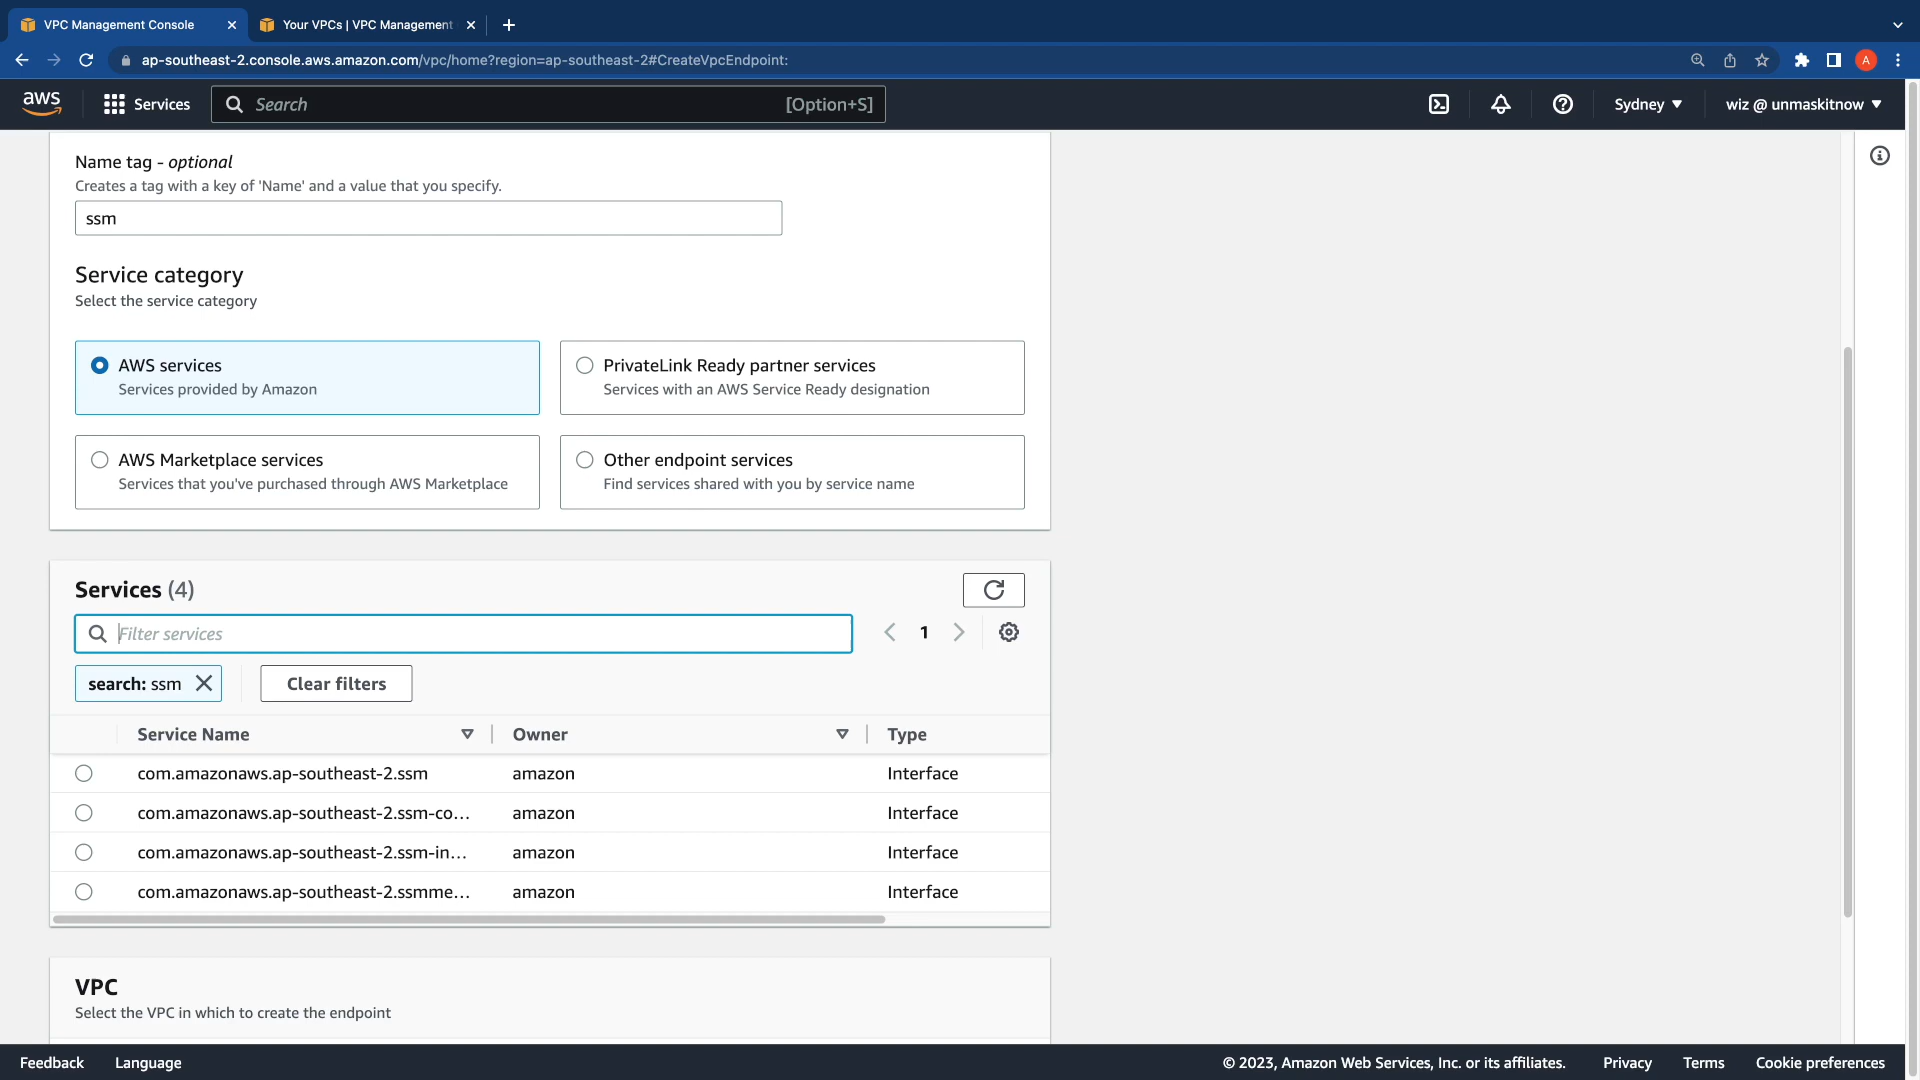 VPC Management Console
Your VPCs | VPC Management
ap-southeast-2.console.aws.amazon.com/vpc/home?region=ap-southeast-2#CreateVpcEndpoint:
A
aws
Services
Search
[Option+S]
Sydney
wiz @ unmaskitnow
Name tag - optional
Creates a tag with a key of 'Name' and a value that you specify.
ssm
Service category
Select the service category
AWS services
Services provided by Amazon
PrivateLink Ready partner services
Services with an AWS Service Ready designation
AWS Marketplace services
Services that you've purchased through AWS Marketplace
Other endpoint services
Find services shared with you by service name
Services (4)
Filter services
1
search: ssm
Clear filters
Service Name
Owner
Type
com.amazonaws.ap-southeast-2.ssm
amazon
Interface
com.amazonaws.ap-southeast-2.ssm-co...
amazon
Interface
com.amazonaws.ap-southeast-2.ssm-in...
amazon
Interface
com.amazonaws.ap-southeast-2.ssmme...
amazon
Interface
VPC
Select the VPC in which to create the endpoint
Feedback
Language
© 2023, Amazon Web Services, Inc. or its affiliates.
Privacy
Terms
Cookie preferences